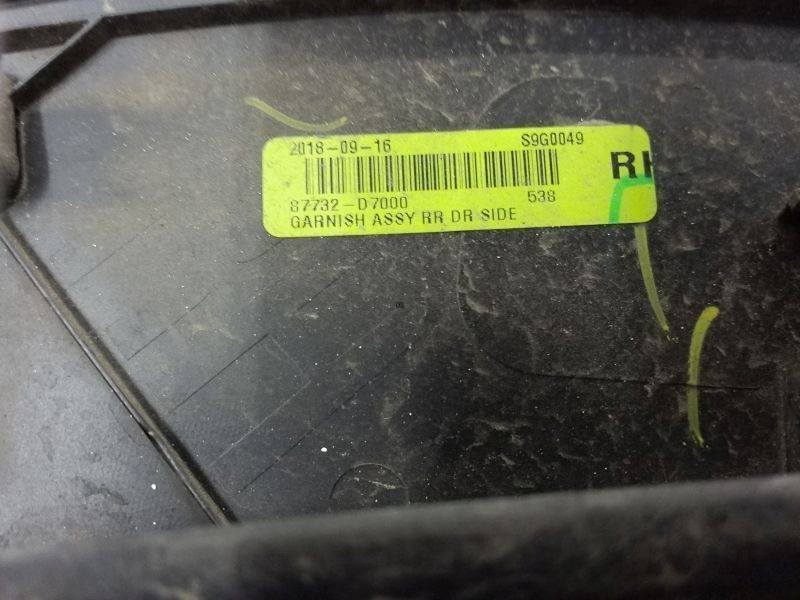 2018-09-16 S9G0049
RH
87732-D7000 538
GARNISH ASSY RR DR SIDE